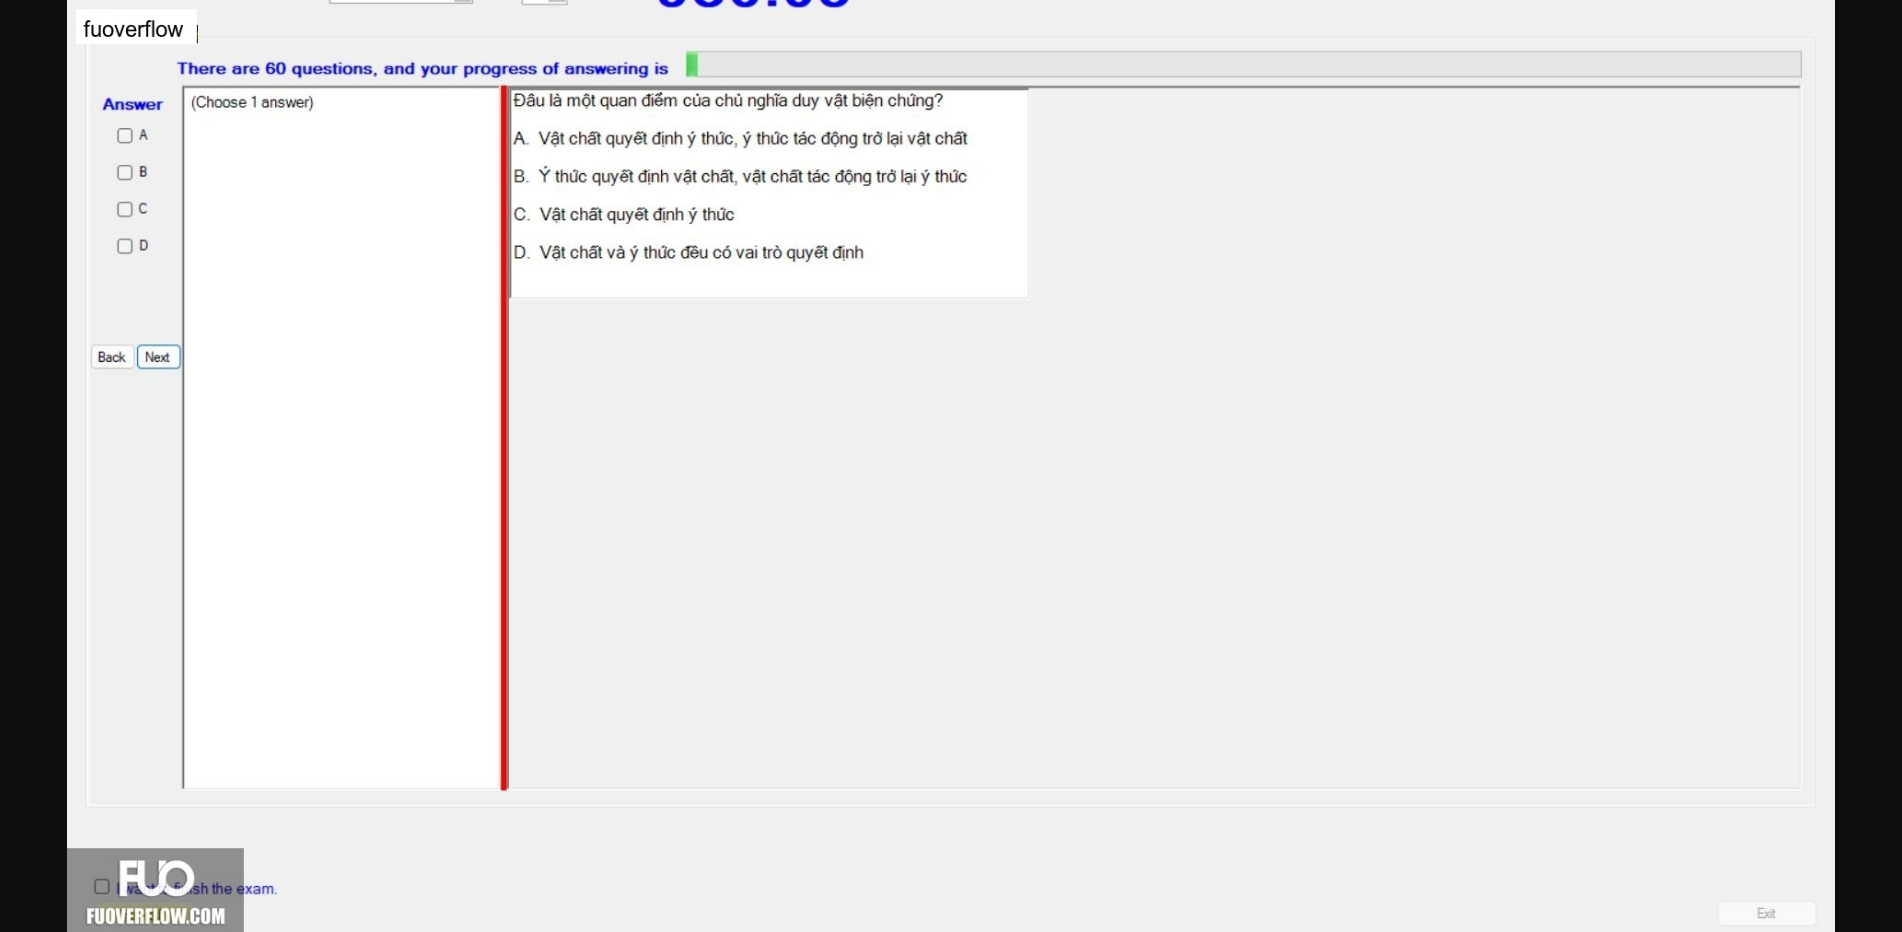 fuoverflow
There are 60 questions, and your progress of answering is
Answer
(Choose 1 answer)
A
B
C
D
Back
Next
Đâu là một quan điểm của chủ nghĩa duy vật biện chứng?
A. Vật chất quyết định ý thức, ý thức tác động trở lại vật chất
B. Ý thức quyết định vật chất, vật chất tác động trở lại ý thức
C. Vật chất quyết định ý thức
D. Vật chất và ý thức đều có vai trò quyết định
FUO
the exam.
FUOVERFLOW.COM
Exit